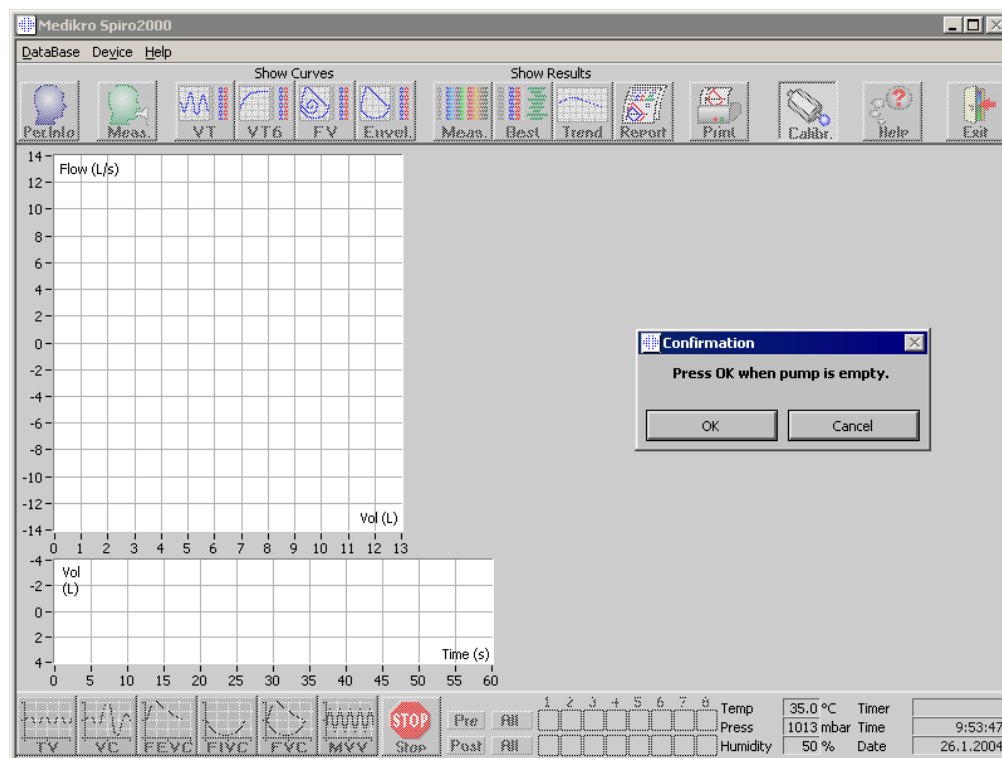 Medikro Spiro2000
DataBase Device Help
Show Curves Show Results
Per.Info Meas. VT VT6 FV Envel. Meas. Best Trend Report Print Calibr. Help Exit
14
Flow (L/s)
12
10
8
6
4
2
0
-2
-4
-6
-8
-10
-12
Vol (L)
-14
0 1 2 3 4 5 6 7 8 9 10 11 12 13
Confirmation
Press OK when pump is empty.
OK Cancel
-4
Vol
(L)
-2
0
2
Time (s)
4
0 5 10 15 20 25 30 35 40 45 50 55 60
1 2 3 4 5 6 7 8
TV VC FEVC FIVC FVC MVV STOP Stop
Pre All
Post All
Temp 35.0 °C Timer
Press 1013 mbar Time 9:53:47
Humidity 50 % Date 26.1.2004